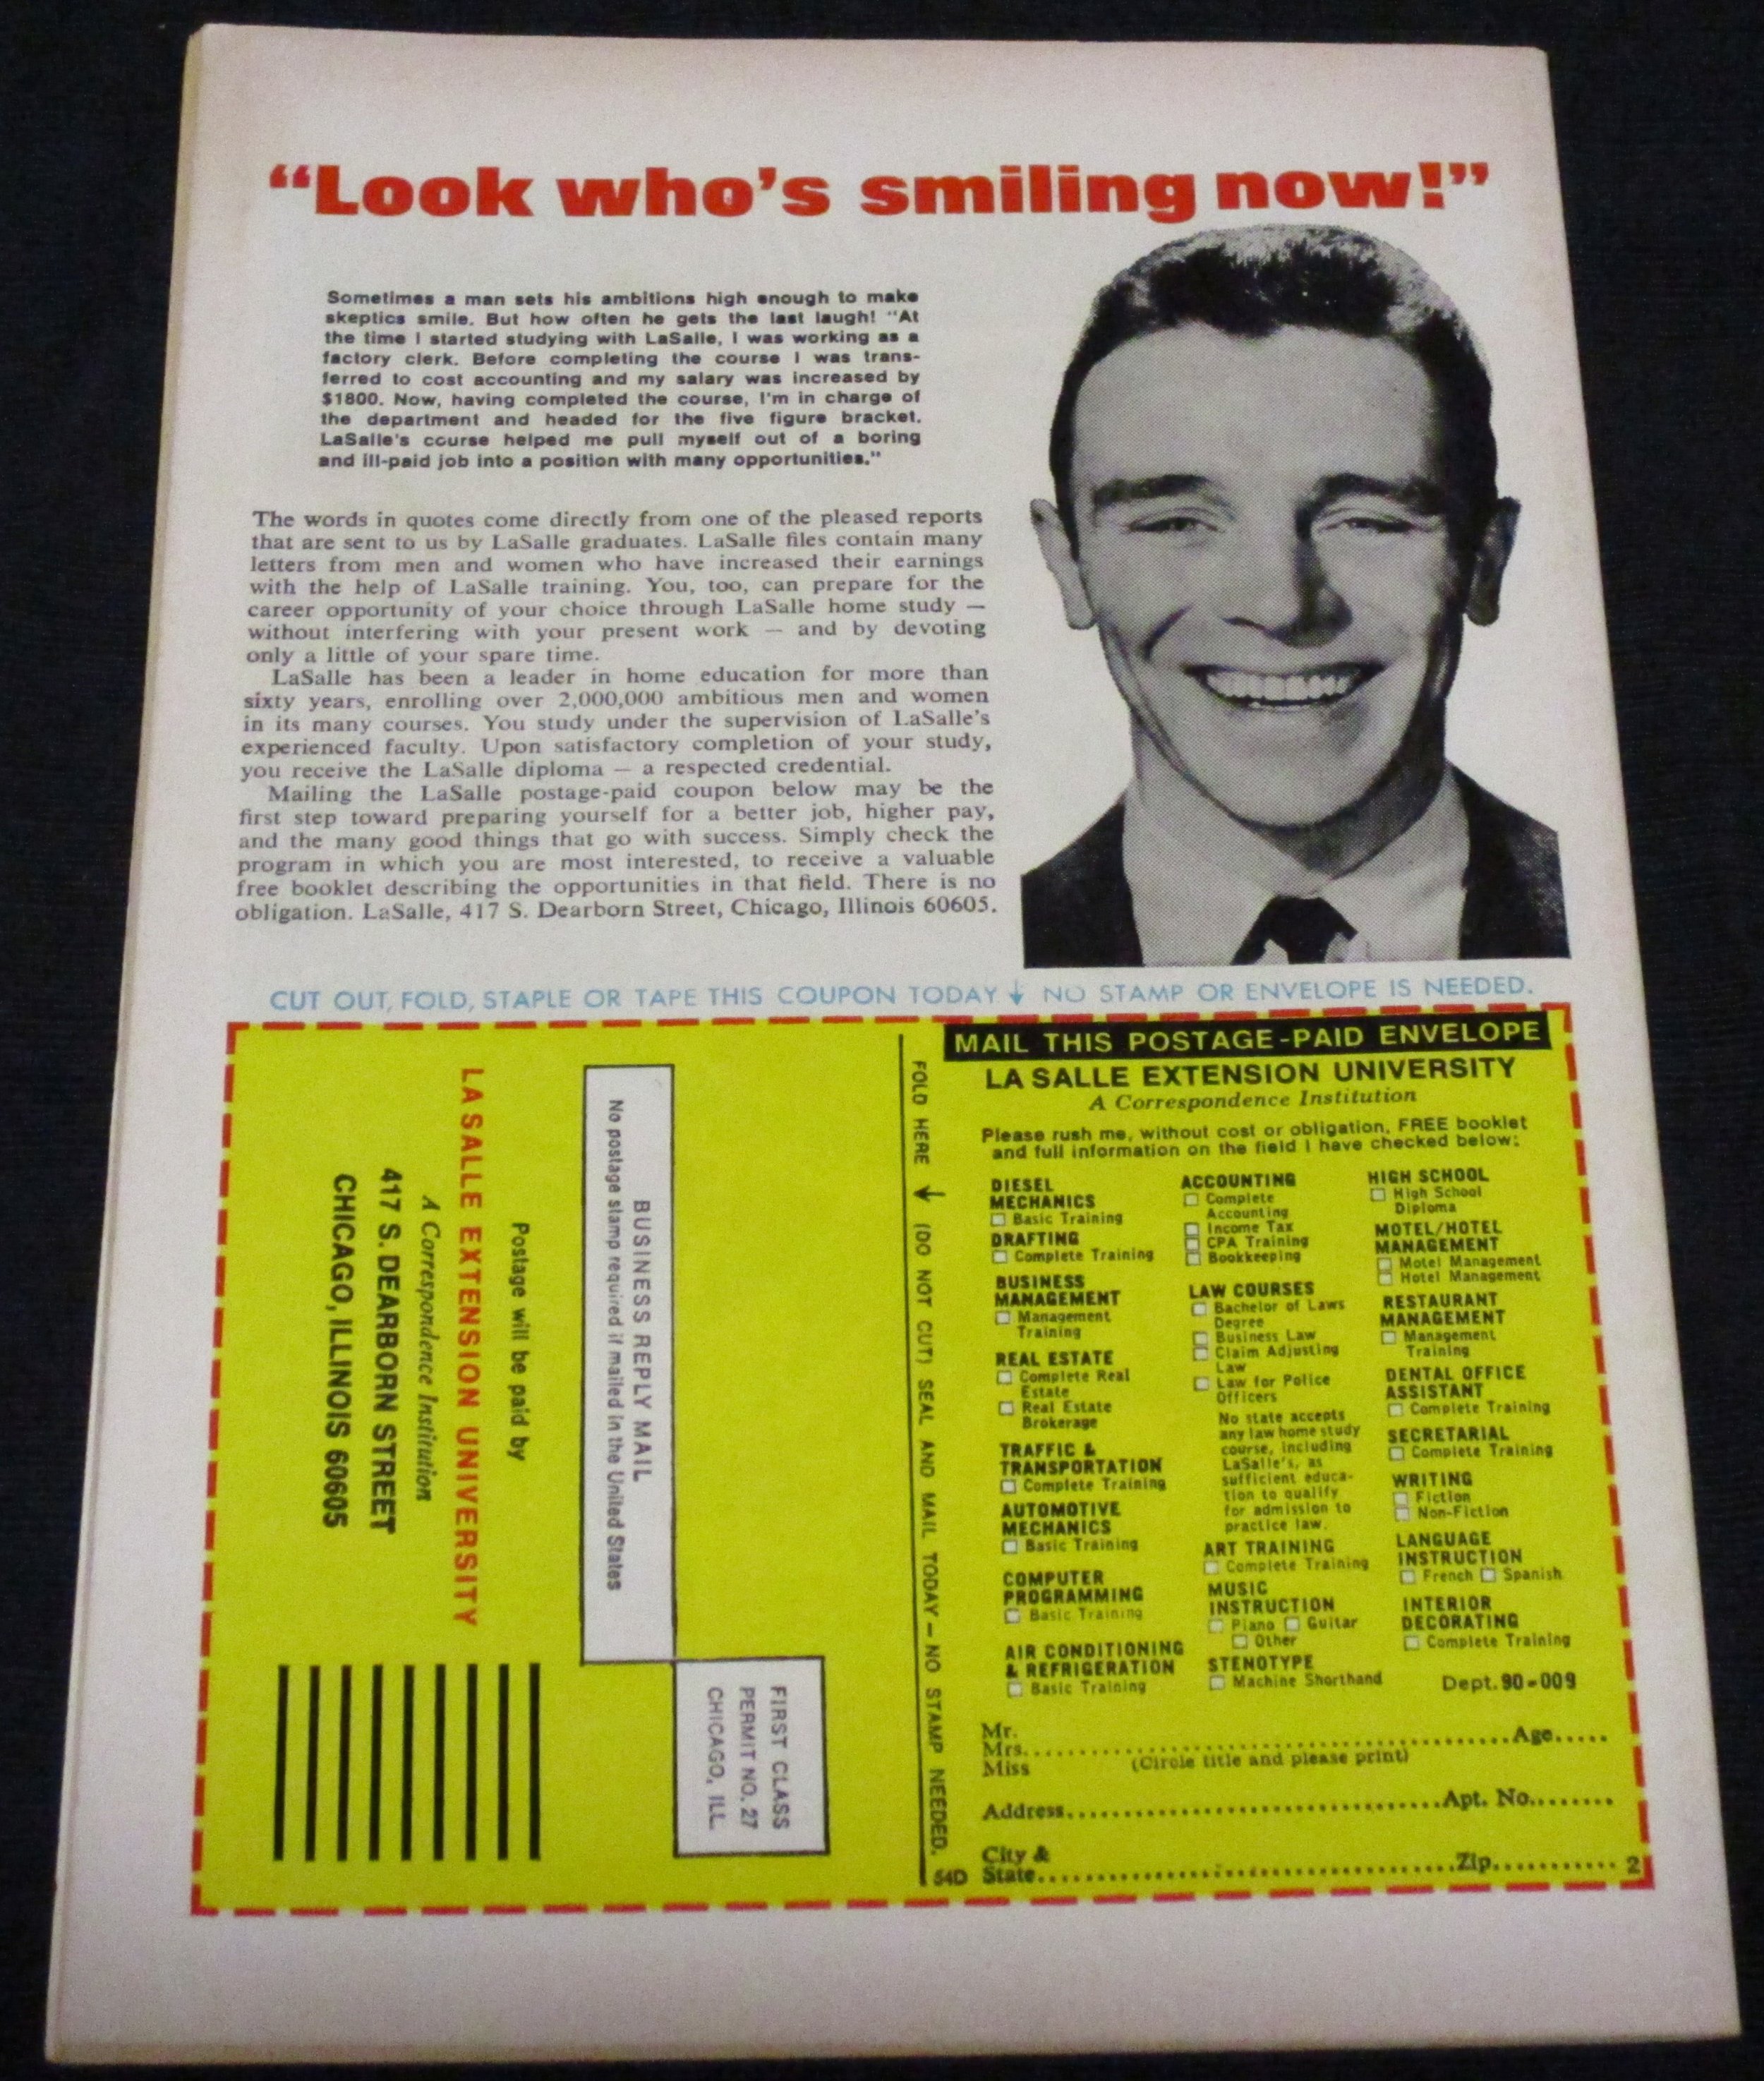 “Look who’s smiling now!”
Sometimes a man sets his ambitions high enough to make
skeptics smile. But how often he gets the last laugh! “At
the time I started studying with LaSalle, I was working as a
factory clerk. Before completing the course I was trans-
ferred to cost accounting and my salary was increased by
$1800. Now, having completed the course, I’m in charge of
the department and headed for the five figure bracket.
LaSalle’s course helped me pull myself out of a boring
and ill-paid job into a position with many opportunities.”
The words in quotes come directly from one of the pleased reports
that are sent to us by LaSalle graduates. LaSalle files contain many
letters from men and women who have increased their earnings
with the help of LaSalle training. You, too, can prepare for the
career opportunity of your choice through LaSalle home study —
without interfering with your present work — and by devoting
only a little of your spare time.
LaSalle has been a leader in home education for more than
sixty years, enrolling over 2,000,000 ambitious men and women
in its many courses. You study under the supervision of LaSalle’s
experienced faculty. Upon satisfactory completion of your study,
you receive the LaSalle diploma — a respected credential.
Mailing the LaSalle postage-paid coupon below may be the
first step toward preparing yourself for a better job, higher pay,
and the many good things that go with success. Simply check the
program in which you are most interested, to receive a valuable
free booklet describing the opportunities in that field. There is no
obligation. LaSalle, 417 S. Dearborn Street, Chicago, Illinois 60605.
CUT OUT, FOLD, STAPLE OR TAPE THIS COUPON TODAY ↓ NO STAMP OR ENVELOPE IS NEEDED.
FIRST CLASS
PERMIT NO. 27
CHICAGO, ILL.
BUSINESS REPLY MAIL
No postage stamp required if mailed in the United States
Postage will be paid by
LA SALLE EXTENSION UNIVERSITY
A Correspondence Institution
417 S. DEARBORN STREET
CHICAGO, ILLINOIS 60605
FOLD HERE ↓ (DO NOT CUT) SEAL AND MAIL TODAY — NO STAMP NEEDED.
MAIL THIS POSTAGE-PAID ENVELOPE
LA SALLE EXTENSION UNIVERSITY
A Correspondence Institution
Please rush me, without cost or obligation, FREE booklet
and full information on the field I have checked below:
DIESEL
MECHANICS
☐ Basic Training
DRAFTING
☐ Complete Training
BUSINESS
MANAGEMENT
☐ Management
Training
REAL ESTATE
☐ Complete Real
Estate
☐ Real Estate
Brokerage
TRAFFIC &
TRANSPORTATION
☐ Complete Training
AUTOMOTIVE
MECHANICS
☐ Basic Training
COMPUTER
PROGRAMMING
☐ Basic Training
AIR CONDITIONING
& REFRIGERATION
☐ Basic Training
ACCOUNTING
☐ Complete
Accounting
☐ Income Tax
☐ CPA Training
☐ Bookkeeping
LAW COURSES
☐ Bachelor of Laws
Degree
☐ Business Law
☐ Claim Adjusting
Law
☐ Law for Police
Officers
No state accepts
any law home study
course, including
LaSalle’s, as
sufficient educa-
tion to qualify
for admission to
practice law.
ART TRAINING
☐ Complete Training
MUSIC
INSTRUCTION
☐ Piano ☐ Guitar
☐ Other
STENOTYPE
☐ Machine Shorthand
HIGH SCHOOL
☐ High School
Diploma
MOTEL/HOTEL
MANAGEMENT
☐ Motel Management
☐ Hotel Management
RESTAURANT
MANAGEMENT
☐ Management
Training
DENTAL OFFICE
ASSISTANT
☐ Complete Training
SECRETARIAL
☐ Complete Training
WRITING
☐ Fiction
☐ Non-Fiction
LANGUAGE
INSTRUCTION
☐ French ☐ Spanish
INTERIOR
DECORATING
☐ Complete Training
Dept. 90-009
Mr.
Mrs. Age
Miss (Circle title and please print)
Address Apt. No.
City &
State Zip 2
54D